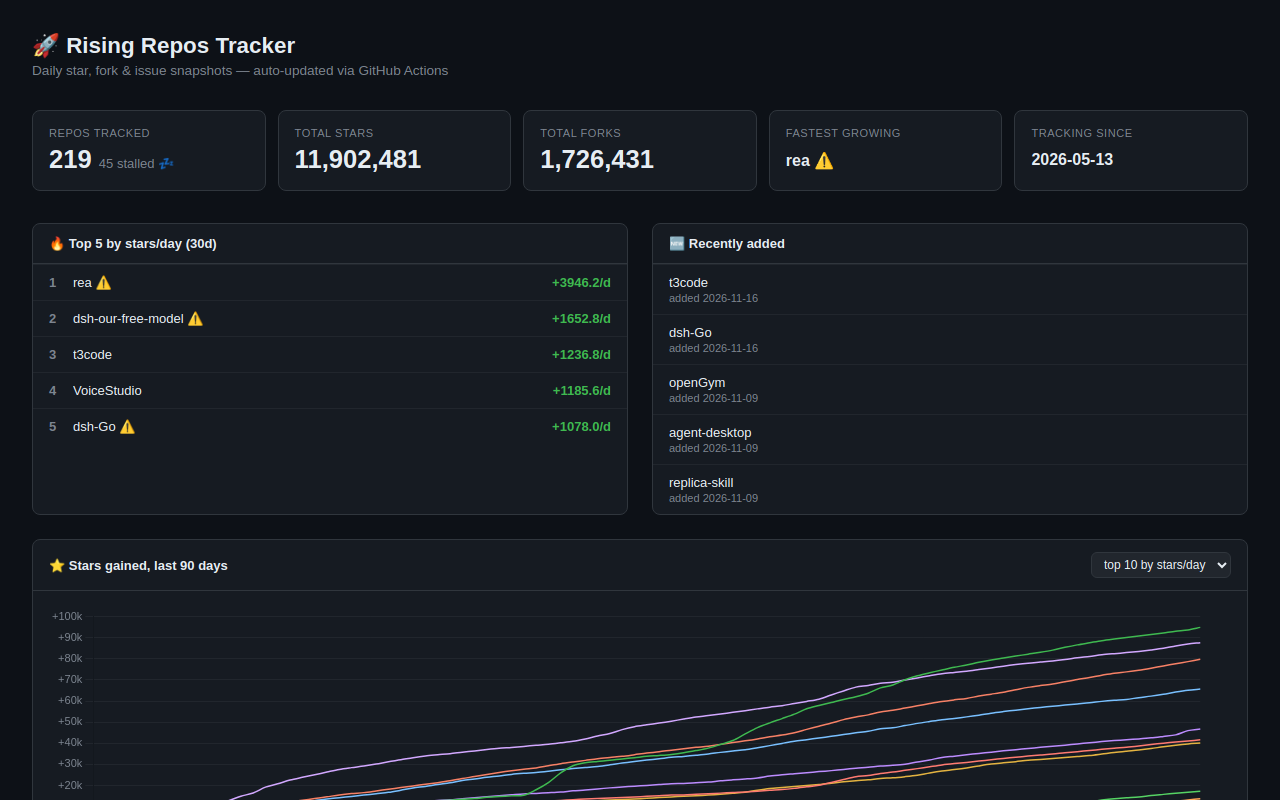 🚀 Rising Repos Tracker
Daily star, fork & issue snapshots — auto-updated via GitHub Actions
REPOS TRACKED
219 45 stalled 💤
TOTAL STARS
11,902,481
TOTAL FORKS
1,726,431
FASTEST GROWING
rea ⚠️
TRACKING SINCE
2026-05-13
🔥 Top 5 by stars/day (30d)
1 rea ⚠️ +3946.2/d
2 dsh-our-free-model ⚠️ +1652.8/d
3 t3code +1236.8/d
4 VoiceStudio +1185.6/d
5 dsh-Go ⚠️ +1078.0/d
🆕 Recently added
t3code
added 2026-11-16
dsh-Go
added 2026-11-16
openGym
added 2026-11-09
agent-desktop
added 2026-11-09
replica-skill
added 2026-11-09
⭐ Stars gained, last 90 days
top 10 by stars/day
+100k
+90k
+80k
+70k
+60k
+50k
+40k
+30k
+20k